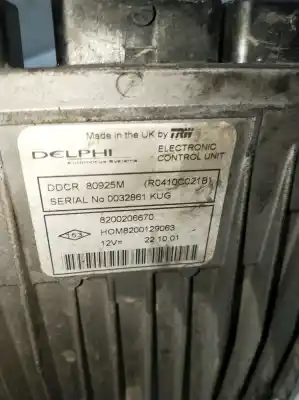 Made in the UK by TRW
DELPHI
Automotive Systems
ELECTRONIC
CONTROL UNIT
DDCR 80925M (R0410C021B)
SERIAL No 0032861 KUG
8200206670
HOM8200129063
12V= 22 10 01
153